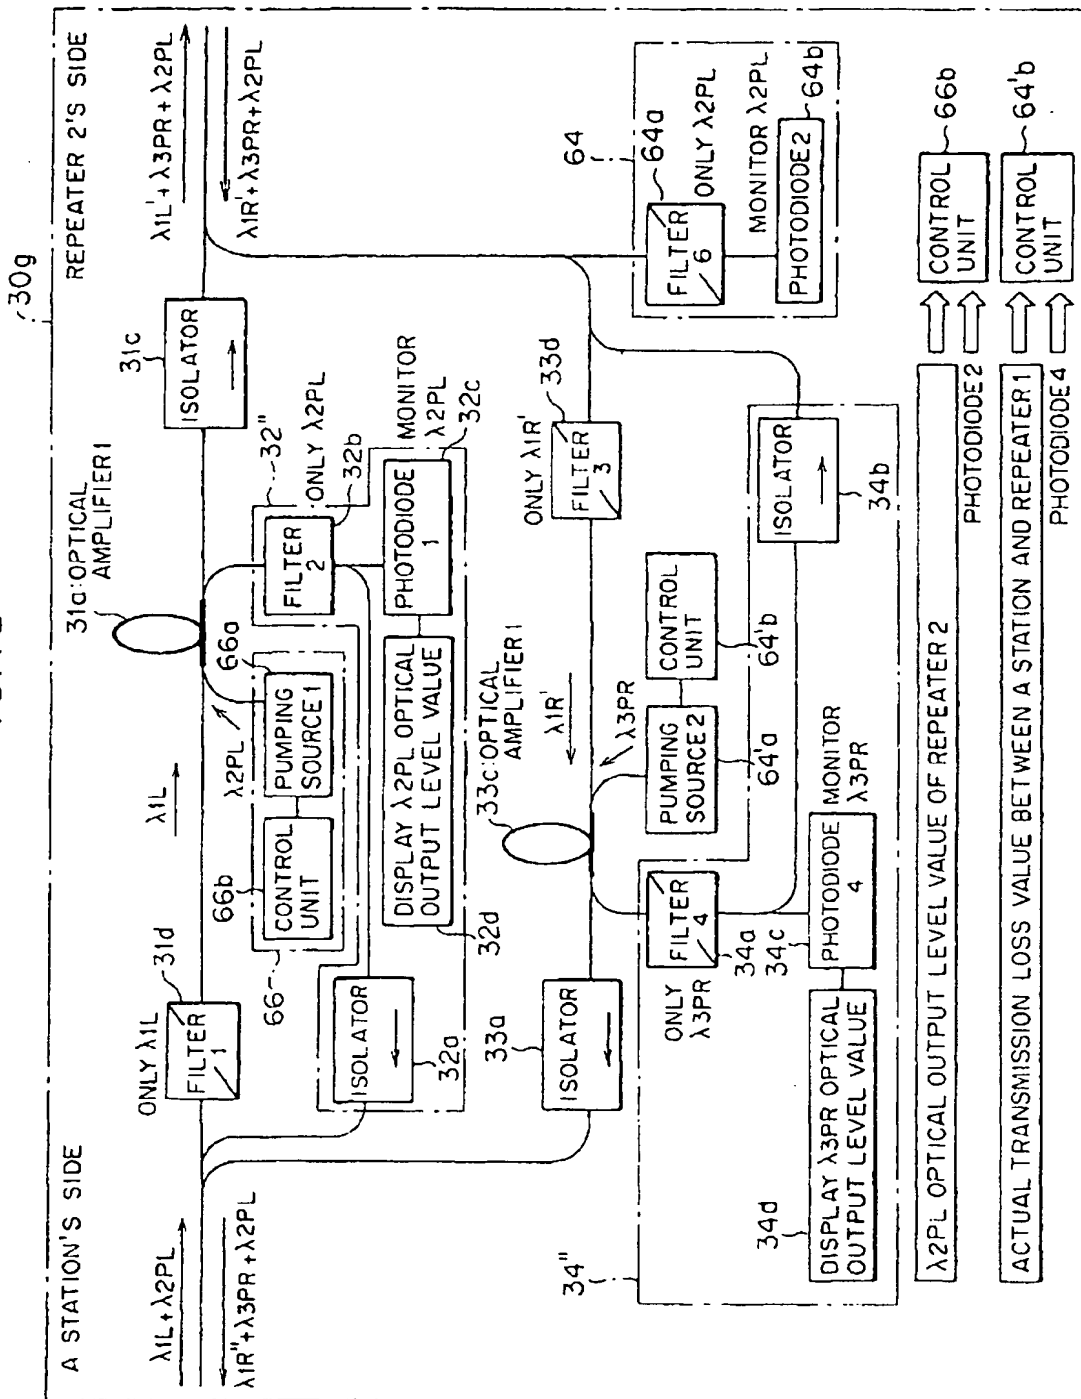 30g
A STATION'S SIDE
REPEATER 2'S SIDE
λ1L+λ2PL
λ1R"+λ3PR+λ2PL
λ1L'+λ3PR+λ2PL
λ1R'+λ3PR+λ2PL
ONLY λ1L
31d
FILTER
1
λ1L
31a:OPTICAL
AMPLIFIER1
31c
ISOLATOR
λ2PL
66a
PUMPING
SOURCE1
66b
CONTROL
UNIT
66
32"
ONLY λ2PL
32b
FILTER
2
MONITOR
λ2PL
32c
PHOTODIODE
1
DISPLAY λ2PL OPTICAL
OUTPUT LEVEL VALUE
32d
ISOLATOR
32a
33a
ISOLATOR
33c:OPTICAL
AMPLIFIER1
λ1R'
λ3PR
ONLY λ1R'
33d
FILTER
3
64
64a
FILTER
6
ONLY λ2PL
MONITOR λ2PL
64b
PHOTODIODE2
PUMPING
SOURCE2
64'a
CONTROL
UNIT
64'b
ONLY
λ3PR
FILTER
4
34a
34c
PHOTODIODE
4
MONITOR
λ3PR
ISOLATOR
34b
34"
34d
DISPLAY λ3PR OPTICAL
OUTPUT LEVEL VALUE
λ2PL OPTICAL OUTPUT LEVEL VALUE OF REPEATER 2
PHOTODIODE2
CONTROL
UNIT
66b
ACTUAL TRANSMISSION LOSS VALUE BETWEEN A STATION AND REPEATER1
PHOTODIODE4
CONTROL
UNIT
64'b